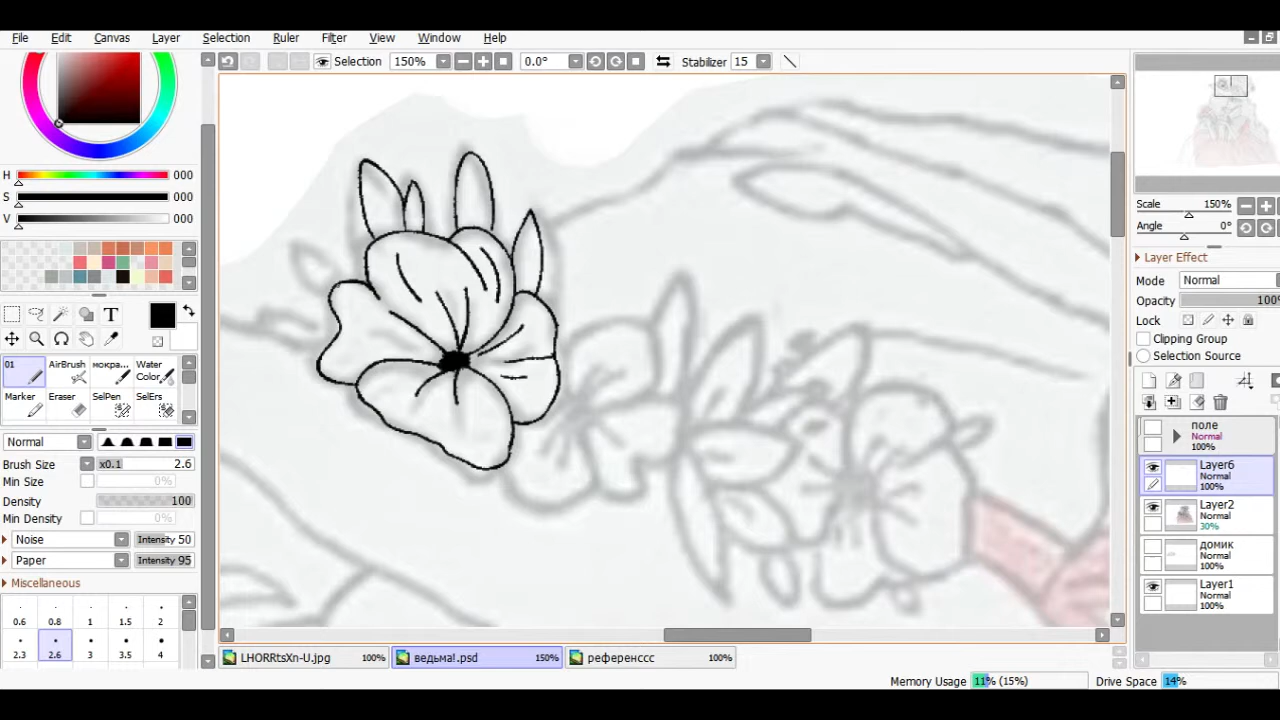 File Edit Canvas Layer Selection Ruler Filter View Window Help
Selection 150% 0.0° Stabilizer 15
H 000
S 000
V 000
T
01 AirBrush мокра... Water Color
Marker Eraser SelPen SelErs
Normal
Brush Size x0.1 2.6
Min Size 0%
Density 100
Min Density 0%
Noise Intensity 50
Paper Intensity 95
Miscellaneous
0.6 0.8 1 1.5 2
2.3 2.6 3 3.5 4
Scale 150%
Angle 0°
Layer Effect
Mode Normal
Opacity 100%
Lock
Clipping Group
Selection Source
поле
Normal
100%
Layer6
Normal
100%
Layer2
Normal
30%
домик
Normal
100%
Layer1
Normal
100%
LHORRtsXn-U.jpg 100% ведьма!.psd 150% референссс 100%
Memory Usage 11% (15%) Drive Space 14%